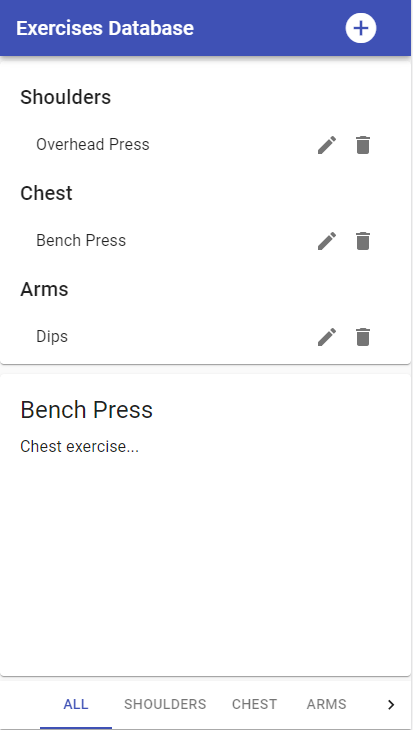 Exercises Database
Shoulders
Overhead Press
Chest
Bench Press
Arms
Dips
Bench Press
Chest exercise...
ALL SHOULDERS CHEST ARMS